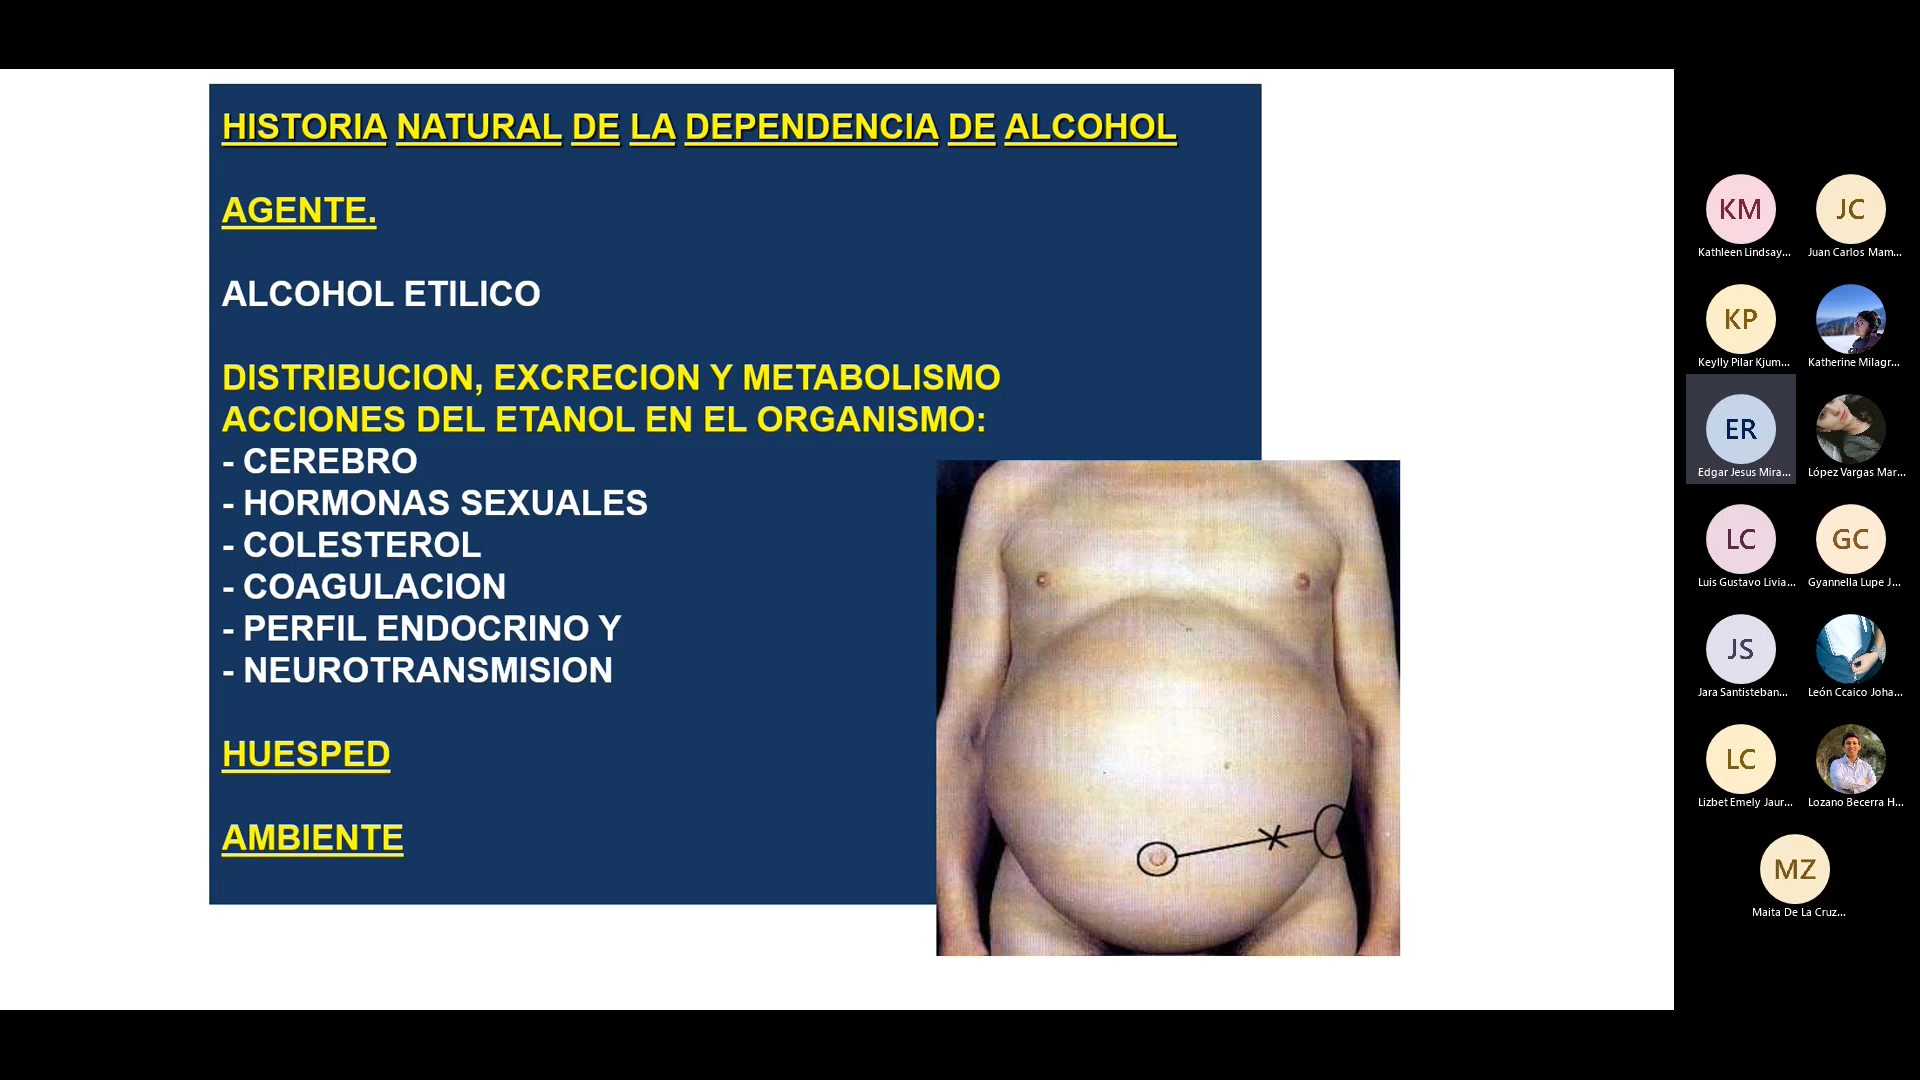 HISTORIA NATURAL DE LA DEPENDENCIA DE ALCOHOL
AGENTE.
ALCOHOL ETILICO
DISTRIBUCION, EXCRECION Y METABOLISMO
ACCIONES DEL ETANOL EN EL ORGANISMO:
- CEREBRO
- HORMONAS SEXUALES
- COLESTEROL
- COAGULACION
- PERFIL ENDOCRINO Y
- NEUROTRANSMISION
HUESPED
AMBIENTE
KM
Kathleen Lindsay...
JC
Juan Carlos Mam...
KP
Keylly Pilar Kjum...
Katherine Milagr...
ER
Edgar Jesus Mira...
López Vargas Mar...
LC
Luis Gustavo Livia...
GC
Gyannella Lupe J...
JS
Jara Santisteban...
León Ccaico Joha...
LC
Lizbet Emely Jaur...
Lozano Becerra H...
MZ
Maita De La Cruz...